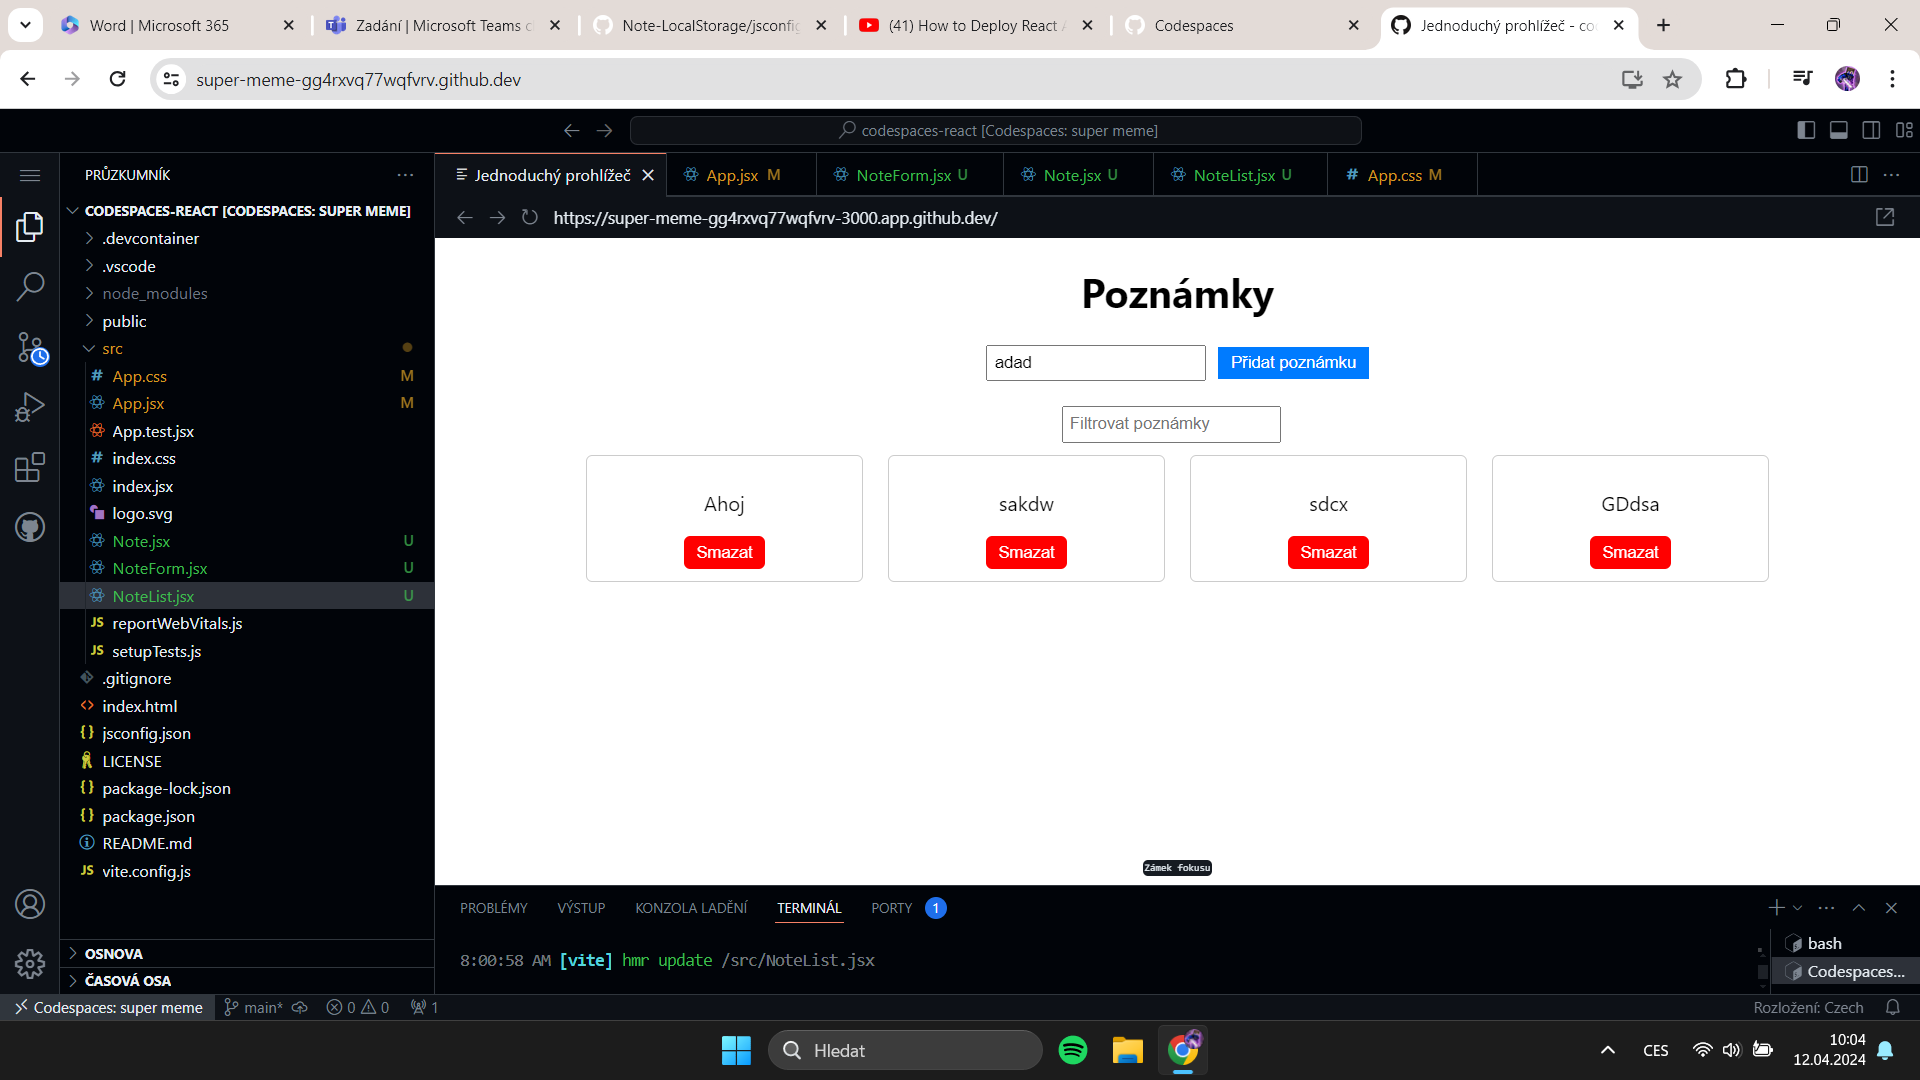 Word | Microsoft 365
Zadání | Microsoft Teams
Note-LocalStorage/jsconfig
(41) How to Deploy React A
Codespaces
Jednoduchý prohlížeč - co
super-meme-gg4rxvq77wqfvrv.github.dev
codespaces-react [Codespaces: super meme]
PRŮZKUMNÍK
CODESPACES-REACT [CODESPACES: SUPER MEME]
.devcontainer
.vscode
node_modules
public
src
App.css M
App.jsx M
App.test.jsx
index.css
index.jsx
logo.svg
Note.jsx U
NoteForm.jsx U
NoteList.jsx U
JS reportWebVitals.js
JS setupTests.js
.gitignore
index.html
jsconfig.json
LICENSE
package-lock.json
package.json
README.md
JS vite.config.js
OSNOVA
ČASOVÁ OSA
Jednoduchý prohlížeč
App.jsx M
NoteForm.jsx U
Note.jsx U
NoteList.jsx U
# App.css M
https://super-meme-gg4rxvq77wqfvrv-3000.app.github.dev/
Poznámky
adad
Přidat poznámku
Filtrovat poznámky
Ahoj
Smazat
sakdw
Smazat
sdcx
Smazat
GDdsa
Smazat
Zámek fokusu
PROBLÉMY
VÝSTUP
KONZOLA LADĚNÍ
TERMINÁL
PORTY 1
8:00:58 AM [vite] hmr update /src/NoteList.jsx
bash
Codespaces...
Codespaces: super meme
main*
0
0
1
Rozložení: Czech
Hledat
CES
10:04
12.04.2024